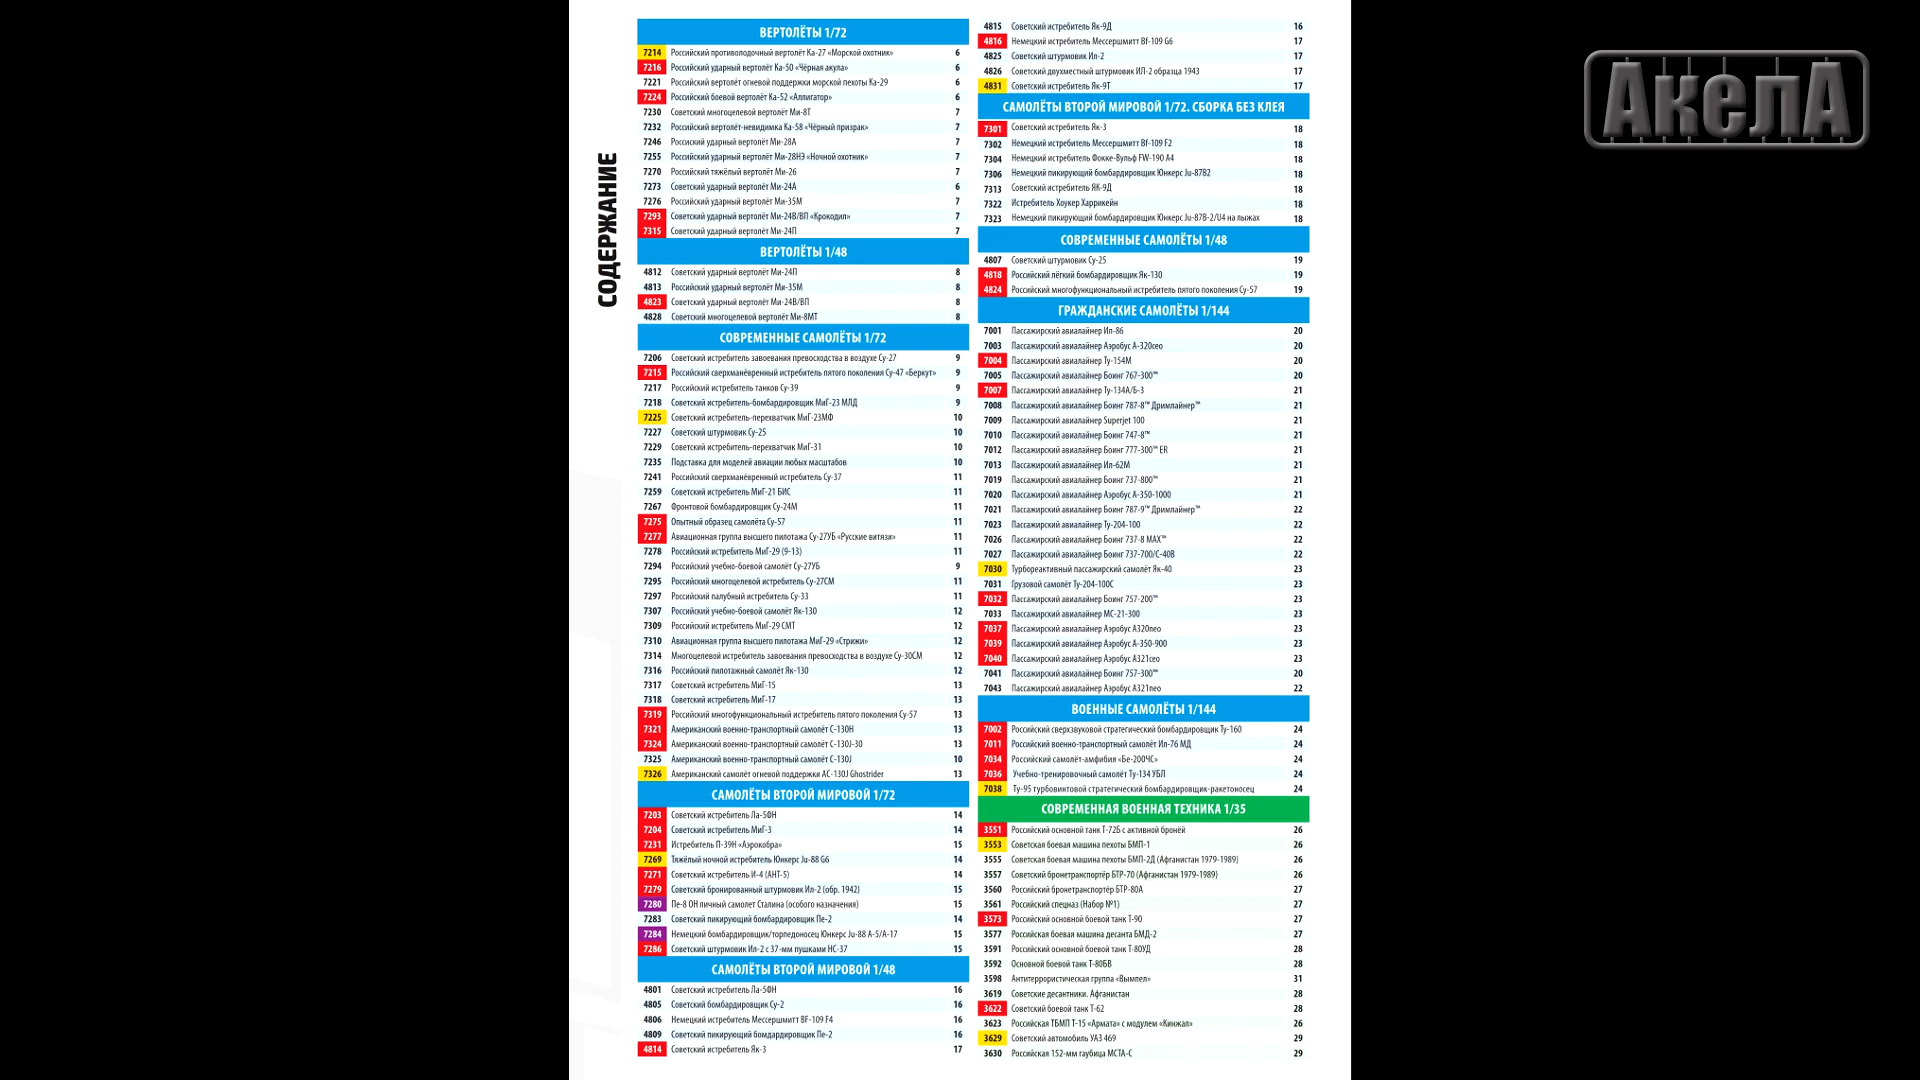 СОДЕРЖАНИЕ
ВЕРТОЛЁТЫ 1/72
7214 Российский противолодочный вертолёт Ка-27 «Морской охотник» 6
7216 Российский ударный вертолёт Ка-50 «Чёрная акула» 6
7221 Российский вертолёт огневой поддержки морской пехоты Ка-29 6
7224 Российский боевой вертолёт Ка-52 «Аллигатор» 6
7230 Советский многоцелевой вертолёт Ми-8Т 7
7232 Российский вертолёт-невидимка Ка-58 «Чёрный призрак» 7
7246 Российский ударный вертолёт Ми-28А 7
7255 Российский ударный вертолёт Ми-28НЭ «Ночной охотник» 7
7270 Российский тяжёлый вертолёт Ми-26 7
7273 Советский ударный вертолёт Ми-24А 6
7276 Российский ударный вертолёт Ми-35М 7
7293 Советский ударный вертолёт Ми-24В/ВП «Крокодил» 7
7315 Советский ударный вертолёт Ми-24П 7
ВЕРТОЛЁТЫ 1/48
4812 Советский ударный вертолёт Ми-24П 8
4813 Российский ударный вертолёт Ми-35М 8
4823 Советский ударный вертолёт Ми-24В/ВП 8
4828 Советский многоцелевой вертолёт Ми-8МТ 8
СОВРЕМЕННЫЕ САМОЛЁТЫ 1/72
7206 Советский истребитель завоевания превосходства в воздухе Су-27 9
7215 Российский сверхманёвренный истребитель пятого поколения Су-47 «Беркут» 9
7217 Российский истребитель танков Су-39 9
7218 Советский истребитель-бомбардировщик МиГ-23 МЛД 9
7225 Советский истребитель-перехватчик МиГ-23МФ 10
7227 Советский штурмовик Су-25 10
7229 Советский истребитель-перехватчик МиГ-31 10
7235 Подставка для моделей авиации любых масштабов 10
7241 Российский сверхманёвренный истребитель Су-37 11
7259 Советский истребитель МиГ-21 БИС 11
7267 Фронтовой бомбардировщик Су-24М 11
7275 Опытный образец самолёта Су-57 11
7277 Авиационная группа высшего пилотажа Су-27УБ «Русские витязи» 11
7278 Российский истребитель МиГ-29 (9-13) 11
7294 Российский учебно-боевой самолёт Су-27УБ 9
7295 Российский многоцелевой истребитель Су-27СМ 11
7297 Российский палубный истребитель Су-33 11
7307 Российский учебно-боевой самолёт Як-130 12
7309 Российский истребитель МиГ-29 СМТ 12
7310 Авиационная группа высшего пилотажа МиГ-29 «Стрижи» 12
7314 Многоцелевой истребитель завоевания превосходства в воздухе Су-30СМ 12
7316 Российский пилотажный самолёт Як-130 12
7317 Советский истребитель МиГ-15 13
7318 Советский истребитель МиГ-17 13
7319 Российский многофункциональный истребитель пятого поколения Су-57 13
7321 Американский военно-транспортный самолёт С-130Н 13
7324 Американский военно-транспортный самолёт С-130J-30 13
7325 Американский военно-транспортный самолёт С-130J 10
7326 Американский самолёт огневой поддержки AC-130J Ghostrider 13
САМОЛЁТЫ ВТОРОЙ МИРОВОЙ 1/72
7203 Советский истребитель Ла-5ФН 14
7204 Советский истребитель МиГ-3 14
7231 Истребитель П-39Н «Аэрокобра» 15
7269 Тяжёлый ночной истребитель Юнкерс Ju-88 G6 14
7271 Советский истребитель И-4 (АНТ-5) 14
7279 Советский бронированный штурмовик Ил-2 (обр. 1942) 15
7280 Пе-8 ОН личный самолет Сталина (особого назначения) 15
7283 Советский пикирующий бомбардировщик Пе-2 14
7284 Немецкий бомбардировщик/торпедоносец Юнкерс Ju-88 A-5/A-17 15
7286 Советский штурмовик Ил-2 с 37-мм пушками НС-37 15
САМОЛЁТЫ ВТОРОЙ МИРОВОЙ 1/48
4801 Советский истребитель Ла-5ФН 16
4805 Советский бомбардировщик Су-2 16
4806 Немецкий истребитель Мессершмитт BF-109 F4 16
4809 Советский пикирующий бомдардировщик Пе-2 16
4814 Советский истребитель Як-3 17
4815 Советский истребитель Як-9Д 16
4816 Немецкий истребитель Мессершмитт Bf-109 G6 17
4825 Советский штурмовик Ил-2 17
4826 Советский двухместный штурмовик ИЛ-2 образца 1943 17
4831 Советский истребитель Як-9Т 17
САМОЛЁТЫ ВТОРОЙ МИРОВОЙ 1/72. СБОРКА БЕЗ КЛЕЯ
7301 Советский истребитель Як-3 18
7302 Немецкий истребитель Мессершмитт Bf-109 F2 18
7304 Немецкий истребитель Фокке-Вульф FW-190 A4 18
7306 Немецкий пикирующий бомбардировщик Юнкерс Ju-87B2 18
7313 Советский истребитель ЯК-9Д 18
7322 Истребитель Хоукер Харрикейн 18
7323 Немецкий пикирующий бомбардировщик Юнкерс Ju-87B-2/U4 на лыжах 18
СОВРЕМЕННЫЕ САМОЛЁТЫ 1/48
4807 Советский штурмовик Су-25 19
4818 Российский лёгкий бомбардировщик Як-130 19
4824 Российский многофункциональный истребитель пятого поколения Су-57 19
ГРАЖДАНСКИЕ САМОЛЁТЫ 1/144
7001 Пассажирский авиалайнер Ил-86 20
7003 Пассажирский авиалайнер Аэробус А-320сео 20
7004 Пассажирский авиалайнер Ту-154М 20
7005 Пассажирский авиалайнер Боинг 767-300™ 20
7007 Пассажирский авиалайнер Ту-134А/Б-3 21
7008 Пассажирский авиалайнер Боинг 787-8™ Дримлайнер™ 21
7009 Пассажирский авиалайнер Superjet 100 21
7010 Пассажирский авиалайнер Боинг 747-8™ 21
7012 Пассажирский авиалайнер Боинг 777-300™ ER 21
7013 Пассажирский авиалайнер Ил-62М 21
7019 Пассажирский авиалайнер Боинг 737-800™ 21
7020 Пассажирский авиалайнер Аэробус А-350-1000 21
7021 Пассажирский авиалайнер Боинг 787-9™ Дримлайнер™ 22
7023 Пассажирский авиалайнер Ту-204-100 22
7026 Пассажирский авиалайнер Боинг 737-8 MAX™ 22
7027 Пассажирский авиалайнер Боинг 737-700/С-40В 22
7030 Турбореактивный пассажирский самолёт Як-40 23
7031 Грузовой самолёт Ту-204-100С 23
7032 Пассажирский авиалайнер Боинг 757-200™ 23
7033 Пассажирский авиалайнер МС-21-300 23
7037 Пассажирский авиалайнер Аэробус А320neo 23
7039 Пассажирский авиалайнер Аэробус А-350-900 23
7040 Пассажирский авиалайнер Аэробус А321ceo 23
7041 Пассажирский авиалайнер Боинг 757-300™ 20
7043 Пассажирский авиалайнер Аэробус А321neo 22
ВОЕННЫЕ САМОЛЁТЫ 1/144
7002 Российский сверхзвуковой стратегический бомбардировщик Ту-160 24
7011 Российский военно-транспортный самолёт Ил-76 МД 24
7034 Российский самолёт-амфибия «Бе-200ЧС» 24
7036 Учебно-тренировочный самолёт Ту-134 УБЛ 24
7038 Ту-95 турбовинтовой стратегический бомбардировщик-ракетоносец 24
СОВРЕМЕННАЯ ВОЕННАЯ ТЕХНИКА 1/35
3551 Российский основной танк Т-72Б с активной бронёй 26
3553 Советская боевая машина пехоты БМП-1 26
3555 Советская боевая машина пехоты БМП-2Д (Афганистан 1979-1989) 26
3557 Советский бронетранспортёр БТР-70 (Афганистан 1979-1989) 26
3560 Российский бронетранспортёр БТР-80А 27
3561 Российский спецназ (Набор №1) 27
3573 Российский основной боевой танк Т-90 27
3577 Российская боевая машина десанта БМД-2 27
3591 Российский основной боевой танк Т-80УД 28
3592 Основной боевой танк Т-80БВ 28
3598 Антитеррористическая группа «Вымпел» 31
3619 Советские десантники. Афганистан 28
3622 Советский боевой танк Т-62 28
3623 Российская ТБМП Т-15 «Армата» с модулем «Кинжал» 26
3629 Советский автомобиль УАЗ 469 29
3630 Российская 152-мм гаубица МСТА-С 29
АкелА